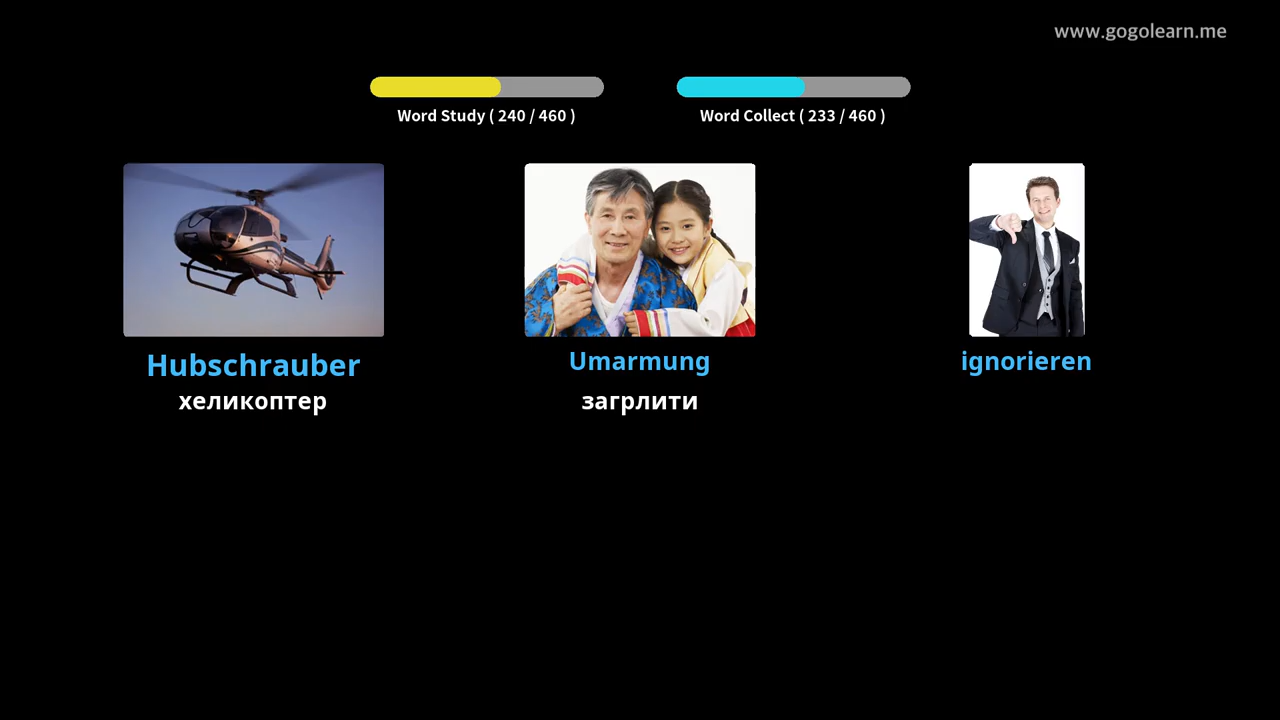 www.gogolearn.me
Word Study ( 240 / 460 )
Word Collect ( 233 / 460 )
Hubschrauber
хеликоптер
Umarmung
загрлити
ignorieren